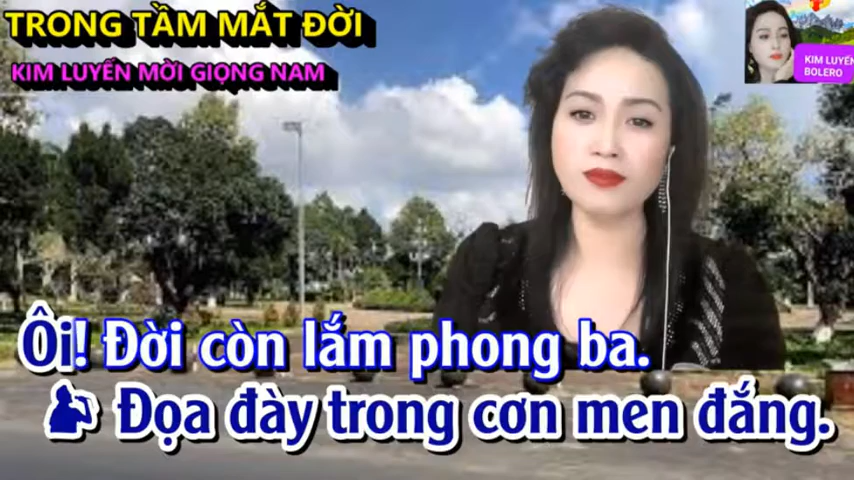 TRONG TẦM MẮT ĐỜI
KIM LUYẾN MỜI GIỌNG NAM
KIM LUYẾN
BOLERO
Ôi! Đời còn lắm phong ba.
Đọa đày trong cơn men đắng.